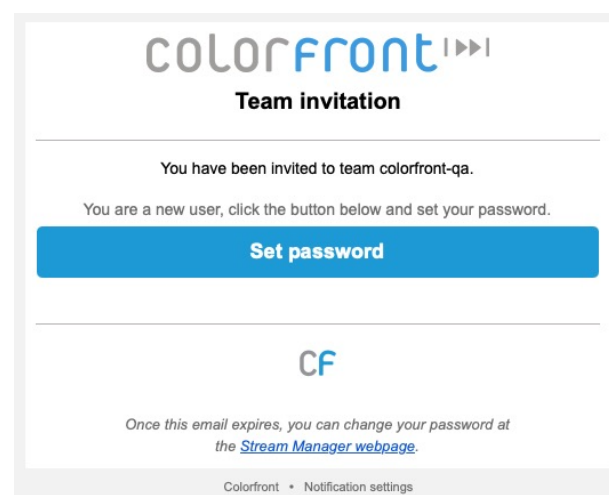 colorfront
Team invitation
You have been invited to team colorfront-qa.
You are a new user, click the button below and set your password.
Set password
CF
Once this email expires, you can change your password at
the Stream Manager webpage.
Colorfront • Notification settings